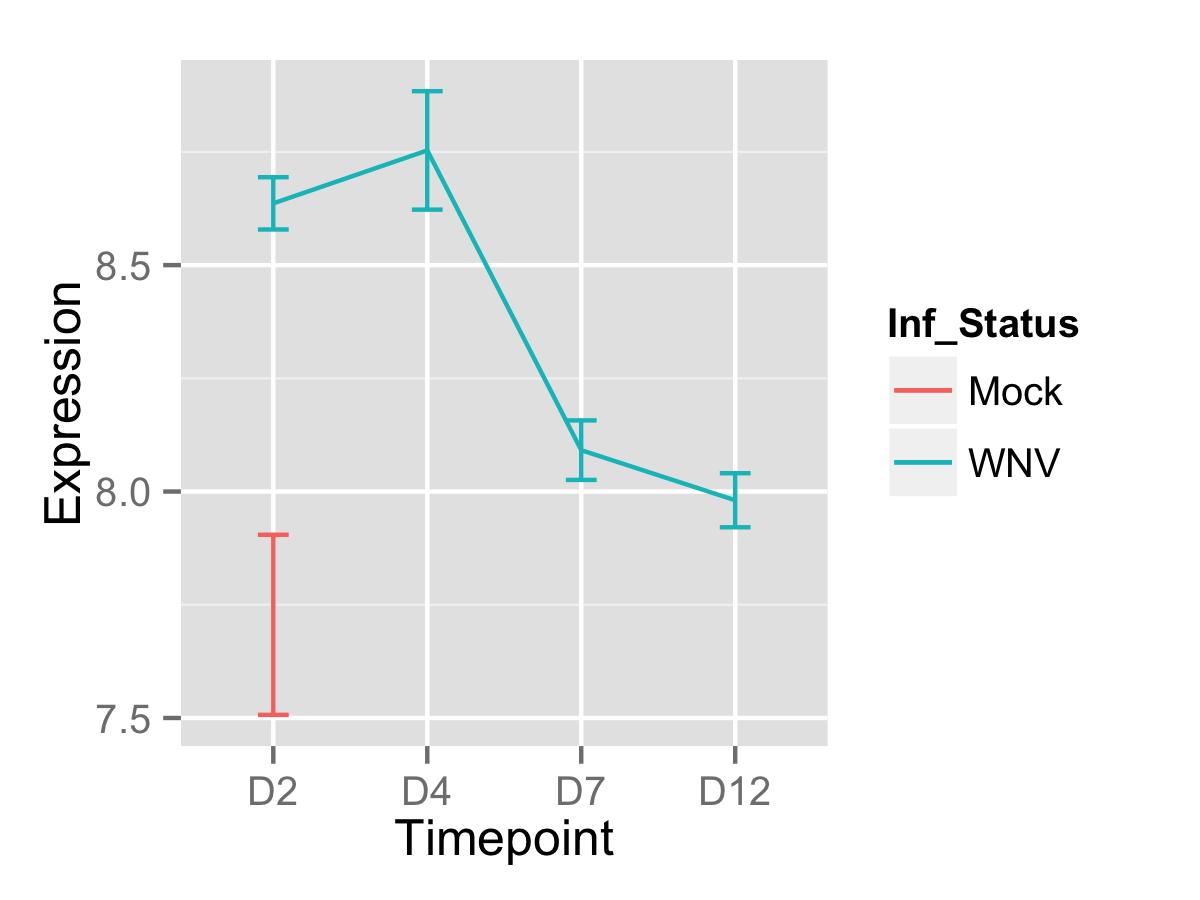 8.5
8.0
7.5
Expression
D2 D4 D7 D12
Timepoint
Inf_Status
Mock
WNV